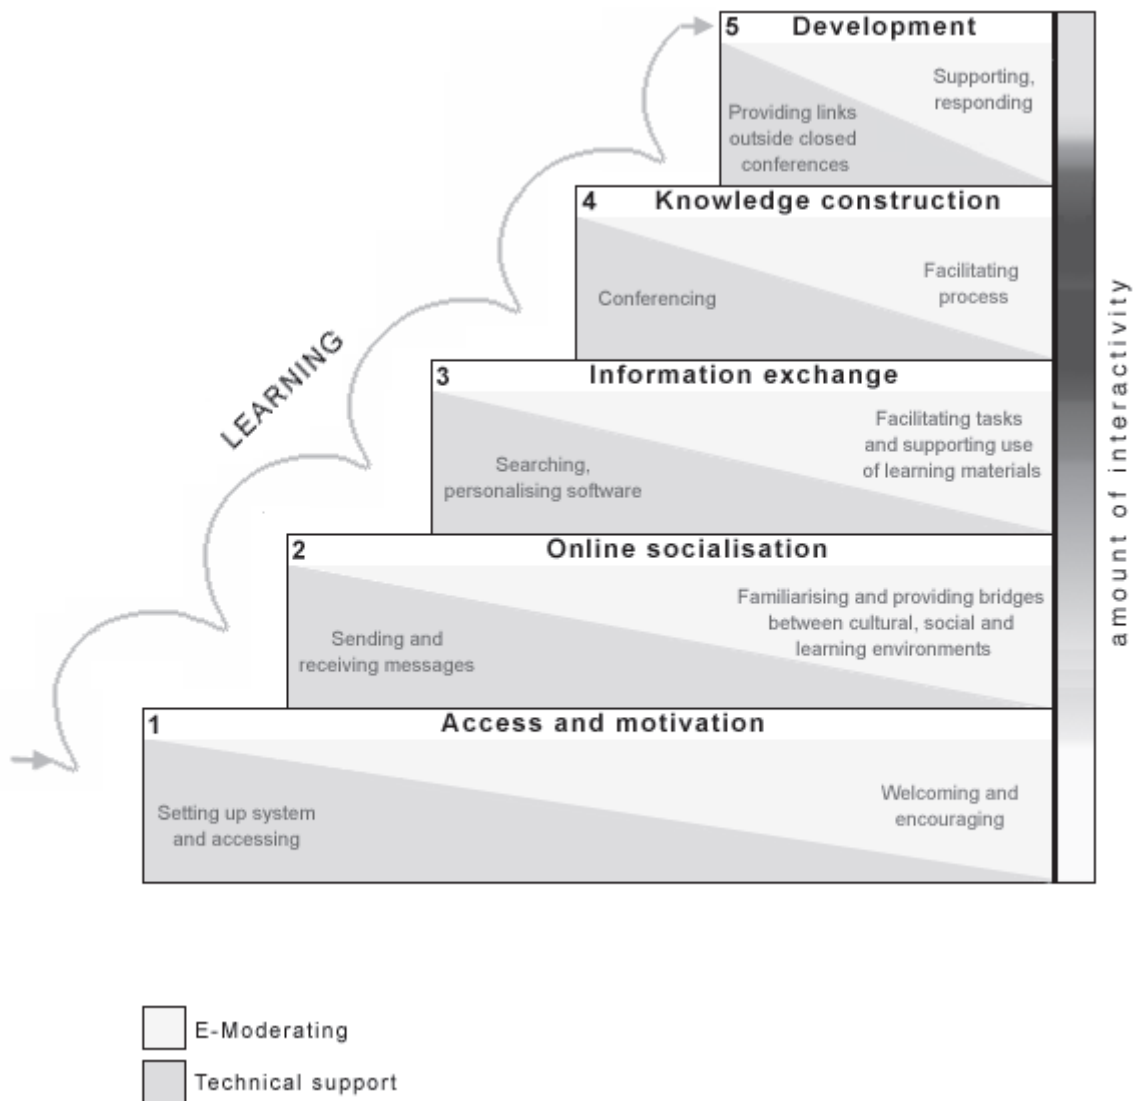 5 Development
Supporting,
responding
Providing links
outside closed
conferences
4 Knowledge construction
Facilitating
process
Conferencing
3 Information exchange
Facilitating tasks
and supporting use
of learning materials
Searching,
personalising software
2 Online socialisation
Familiarising and providing bridges
between cultural, social and
learning environments
Sending and
receiving messages
1 Access and motivation
Welcoming and
encouraging
Setting up system
and accessing
LEARNING
amount of interactivity
E-Moderating
Technical support